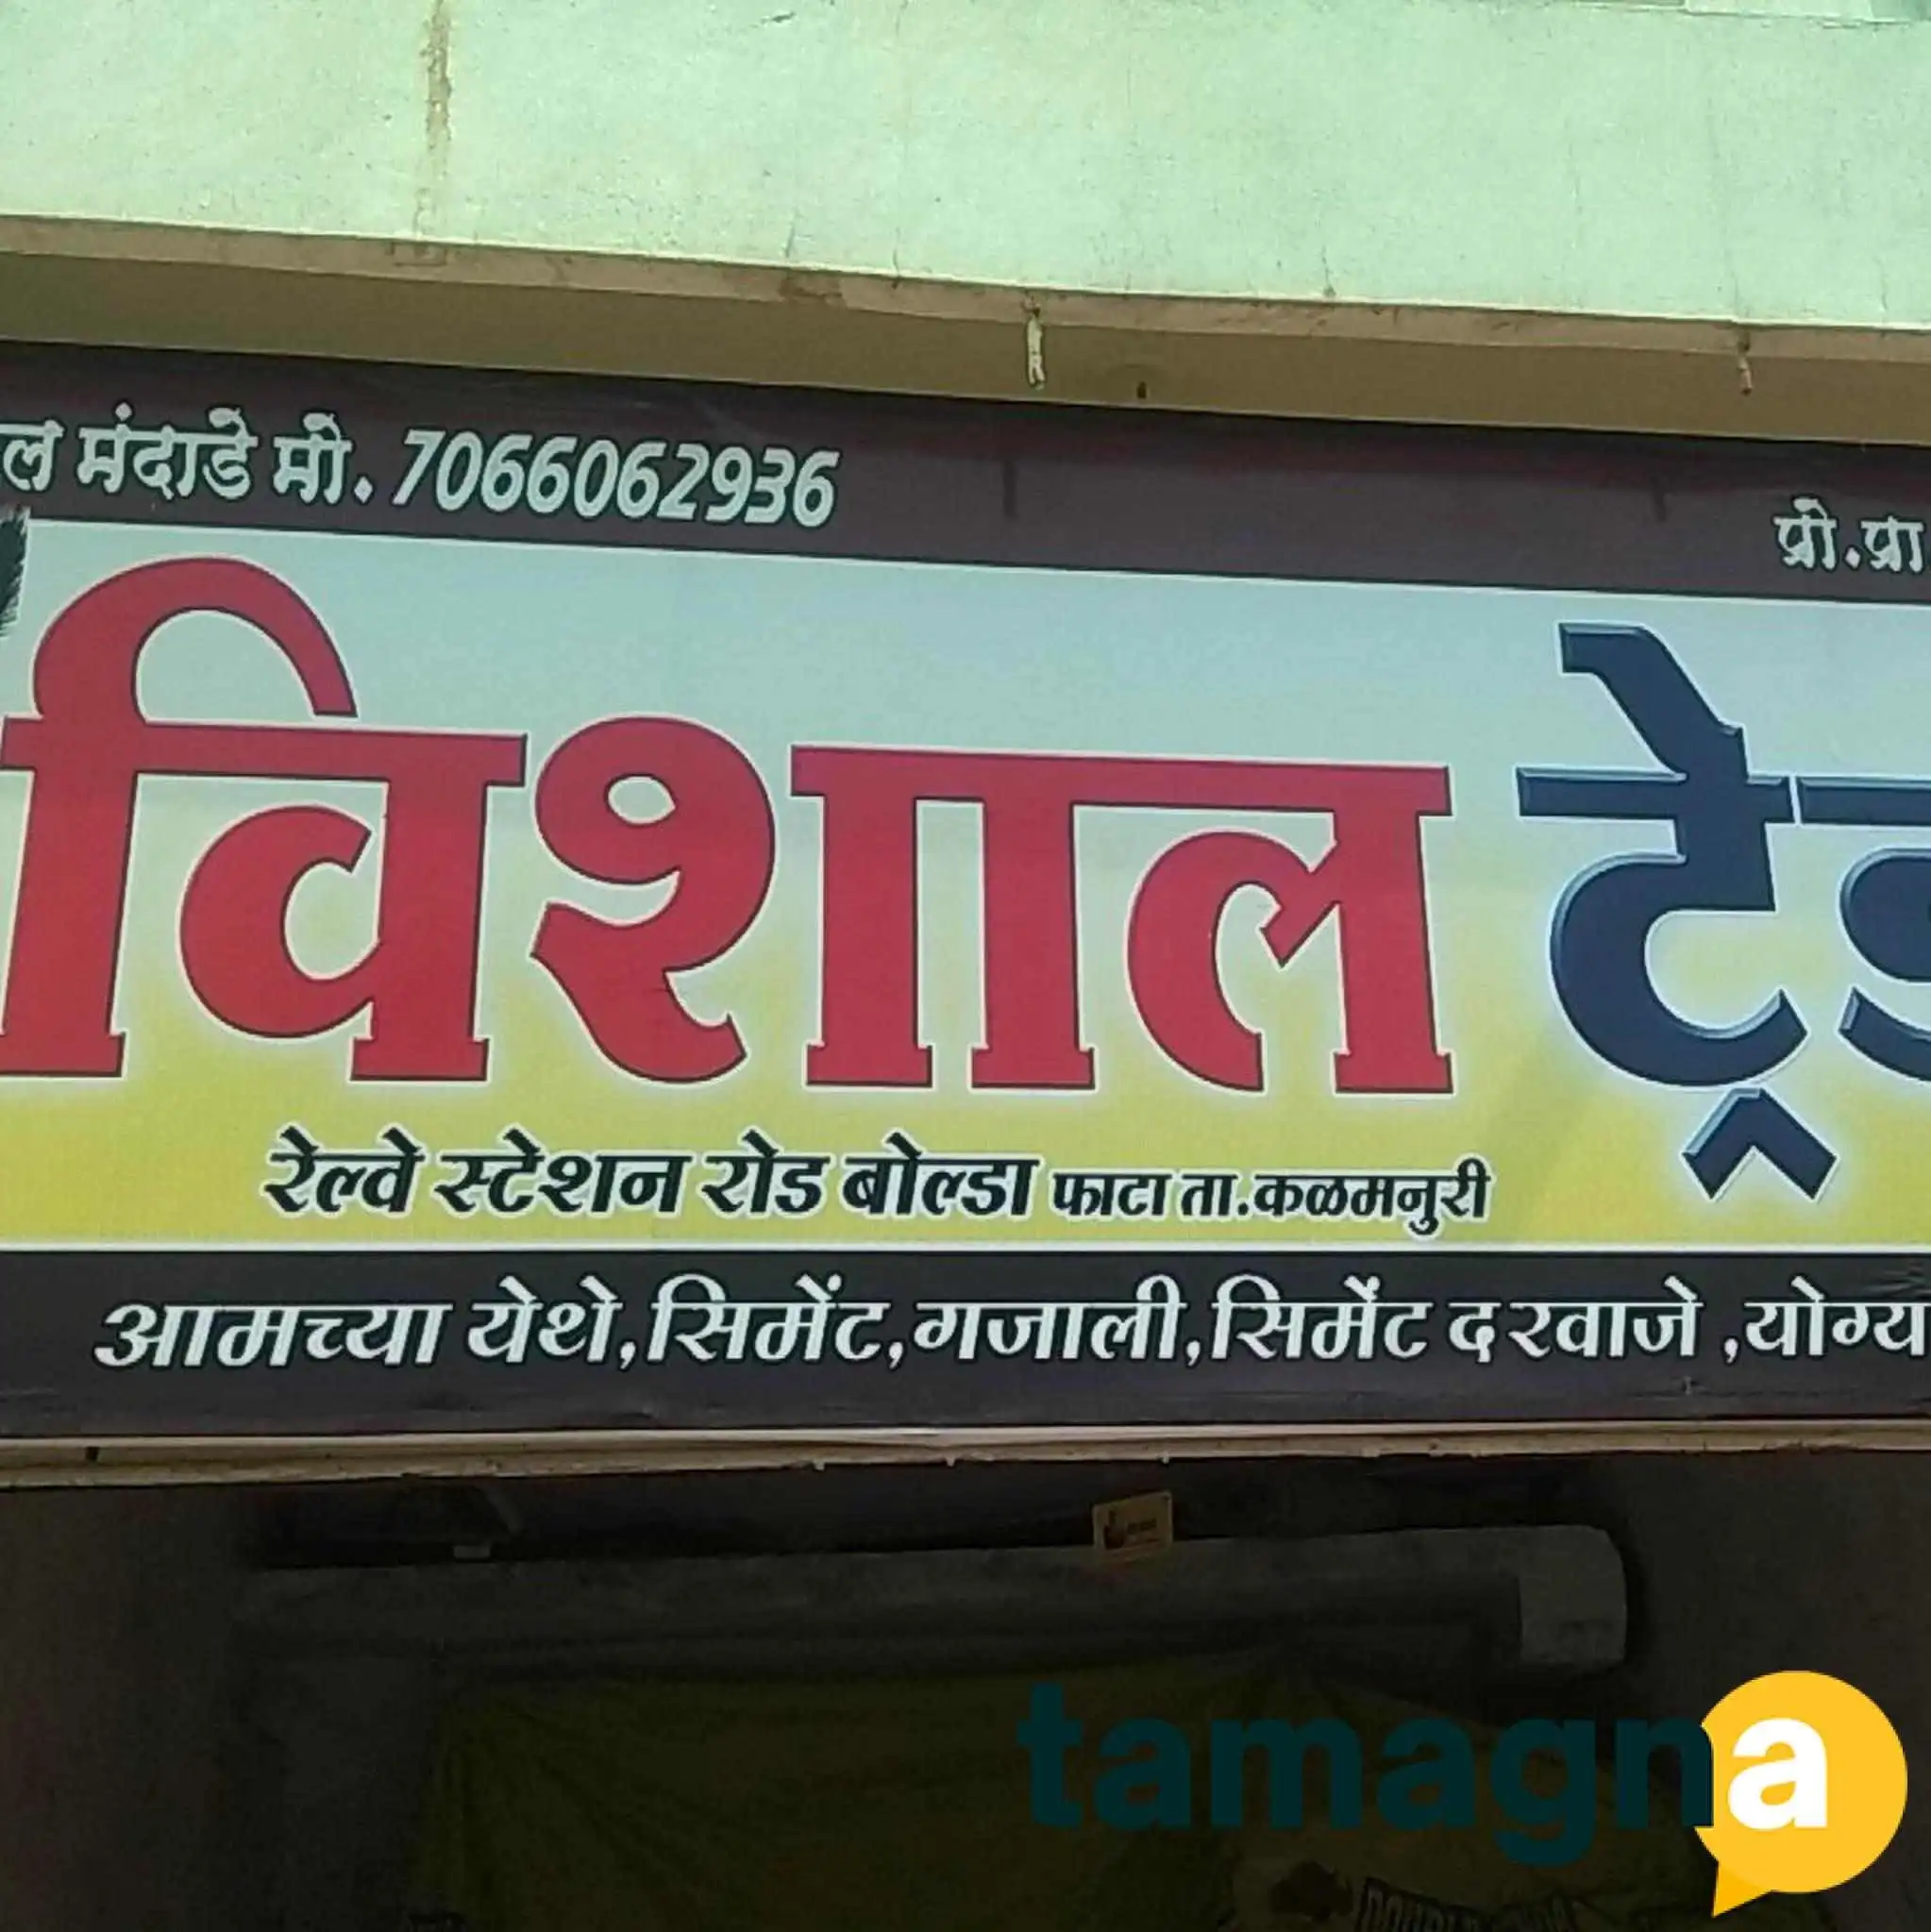 ल मंदाडे मो. 7066062936
प्रो.प्रा
विशाल ट्रेड
रेल्वे स्टेशन रोड बोल्डा फाटा ता.कळमनुरी
आमच्या येथे,सिमेंट,गजाली,सिमेंट दरवाजे ,योग्य
tamagna